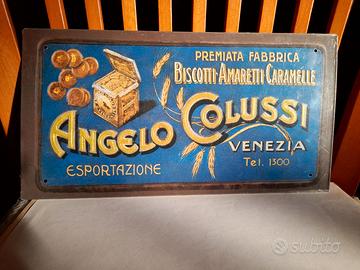 PREMIATA FABBRICA
BISCOTTI-AMARETTI CARAMELLE
ANGELO COLUSSI
VENEZIA
ESPORTAZIONE
Tel. 1300
subito